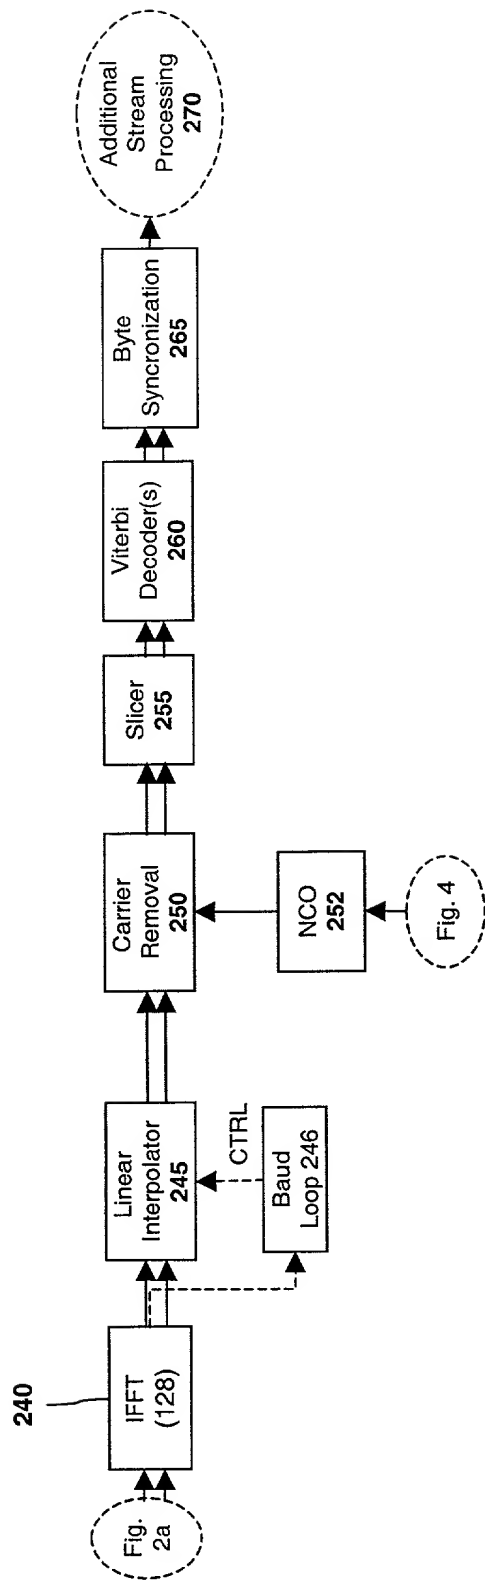 240
Fig.
2a
IFFT
(128)
Linear
Interpolator
245
CTRL
Baud
Loop 246
Carrier
Removal
250
NCO
252
Fig. 4
Slicer
255
Viterbi
Decoder(s)
260
Byte
Syncronization
265
Additional
Stream
Processing
270